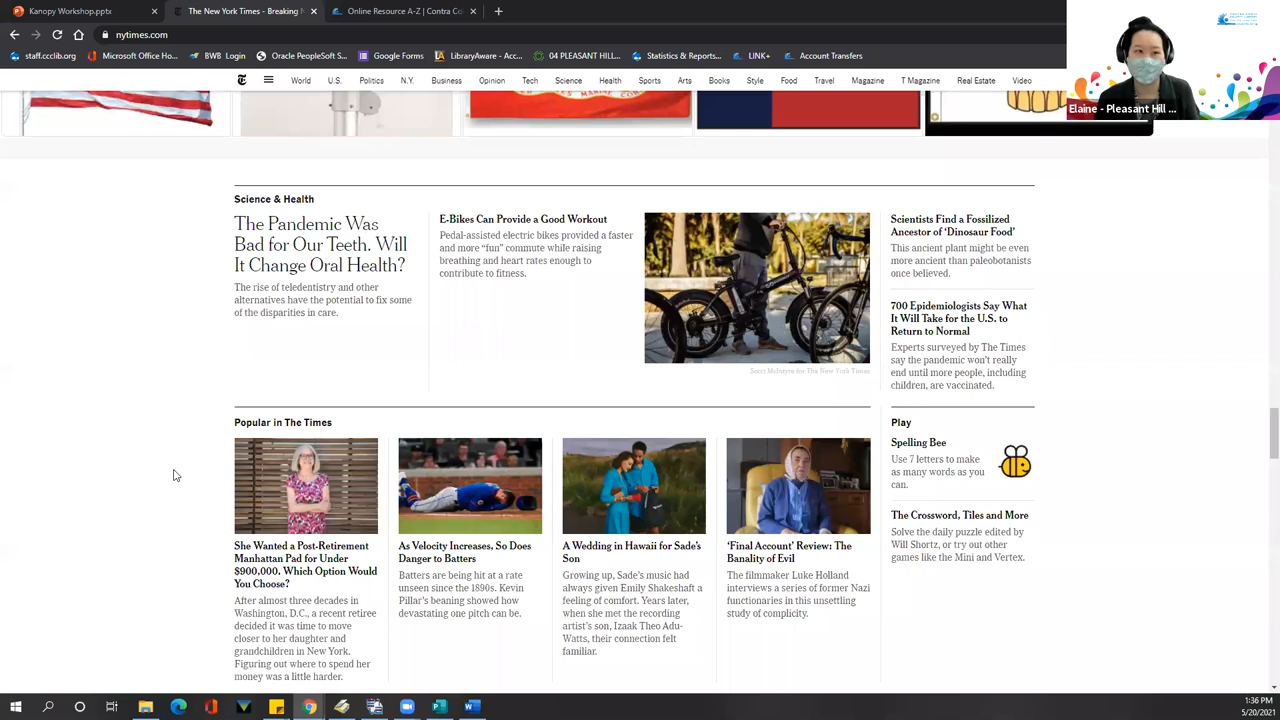 Kanopy Workshop.pptx
The New York Times - Breaking N
Contra Costa Resource A-Z | Contra Co
nytimes.com
staff.ccclib.org
Microsoft Office Ho...
BWB Login
Oracle PeopleSoft S...
Google Forms
EnvisionWare - Acc...
04 PLEASANT HILL...
Statistics & Reports...
LINK+
Account Transfers
World
U.S.
Politics
N.Y.
Business
Opinion
Tech
Science
Health
Sports
Arts
Books
Style
Food
Travel
Magazine
T Magazine
Real Estate
Video
Elaine - Pleasant Hill ...
Science & Health
The Pandemic Was
Bad for Our Teeth. Will
It Change Oral Health?
The rise of teledentistry and other
alternatives have the potential to fix some
of the disparities in care.
E-Bikes Can Provide a Good Workout
Pedal-assisted electric bikes provided a faster
and more “fun” commute while raising
breathing and heart rates enough to
contribute to fitness.
Scott McIntyre for The New York Times
Scientists Find a Fossilized
Ancestor of ‘Dinosaur Food’
This ancient plant might be even
more ancient than paleobotanists
once believed.
700 Epidemiologists Say What
It Will Take for the U.S. to
Return to Normal
Experts surveyed by The Times
say the pandemic won’t really
end until more people, including
children, are vaccinated.
Popular in The Times
She Wanted a Post-Retirement
Manhattan Pad for Under
$900,000. Which Option Would
You Choose?
After almost three decades in
Washington, D.C., a recent retiree
decided it was time to move
closer to her daughter and
grandchildren in New York.
Figuring out where to spend her
money was a little harder.
As Velocity Increases, So Does
Danger to Batters
Batters are being hit at a rate
unseen since the 1890s. Kevin
Pillar’s beaning showed how
devastating one pitch can be.
A Wedding in Hawaii for Sade’s
Son
Growing up, Sade’s music had
always given Emily Shakeshaft a
feeling of comfort. Years later,
when she met the recording
artist’s son, Izaak Theo Adu-
Watts, their connection felt
familiar.
‘Final Account’ Review: The
Banality of Evil
The filmmaker Luke Holland
interviews a series of former Nazi
functionaries in this unsettling
study of complicity.
Play
Spelling Bee
Use 7 letters to make
as many words as you
can.
The Crossword, Tiles and More
Solve the daily puzzle edited by
Will Shortz, or try out other
games like the Mini and Vertex.
1:36 PM
5/20/2021